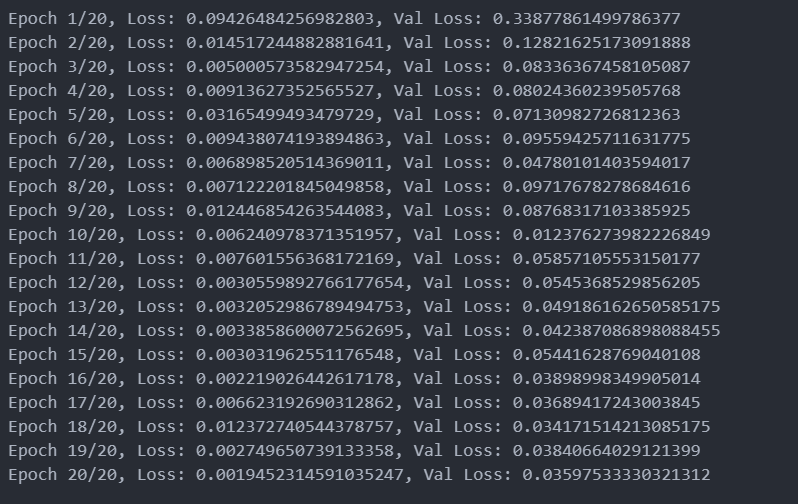 Epoch 1/20, Loss: 0.09426484256982803, Val Loss: 0.33877861499786377
Epoch 2/20, Loss: 0.014517244882881641, Val Loss: 0.12821625173091888
Epoch 3/20, Loss: 0.005000573582947254, Val Loss: 0.08336367458105087
Epoch 4/20, Loss: 0.00913627352565527, Val Loss: 0.08024360239505768
Epoch 5/20, Loss: 0.03165499493479729, Val Loss: 0.07130982726812363
Epoch 6/20, Loss: 0.009438074193894863, Val Loss: 0.09559425711631775
Epoch 7/20, Loss: 0.006898520514369011, Val Loss: 0.04780101403594017
Epoch 8/20, Loss: 0.007122201845049858, Val Loss: 0.09717678278684616
Epoch 9/20, Loss: 0.012446854263544083, Val Loss: 0.08768317103385925
Epoch 10/20, Loss: 0.006240978371351957, Val Loss: 0.012376273982226849
Epoch 11/20, Loss: 0.007601556368172169, Val Loss: 0.05857105553150177
Epoch 12/20, Loss: 0.0030559892766177654, Val Loss: 0.0545368529856205
Epoch 13/20, Loss: 0.0032052986789494753, Val Loss: 0.049186162650585175
Epoch 14/20, Loss: 0.0033858600072562695, Val Loss: 0.042387086898088455
Epoch 15/20, Loss: 0.003031962551176548, Val Loss: 0.05441628769040108
Epoch 16/20, Loss: 0.002219026442617178, Val Loss: 0.03898998349905014
Epoch 17/20, Loss: 0.006623192690312862, Val Loss: 0.03689417243003845
Epoch 18/20, Loss: 0.012372740544378757, Val Loss: 0.034171514213085175
Epoch 19/20, Loss: 0.002749650739133358, Val Loss: 0.03840664029121399
Epoch 20/20, Loss: 0.0019452314591035247, Val Loss: 0.03597533330321312